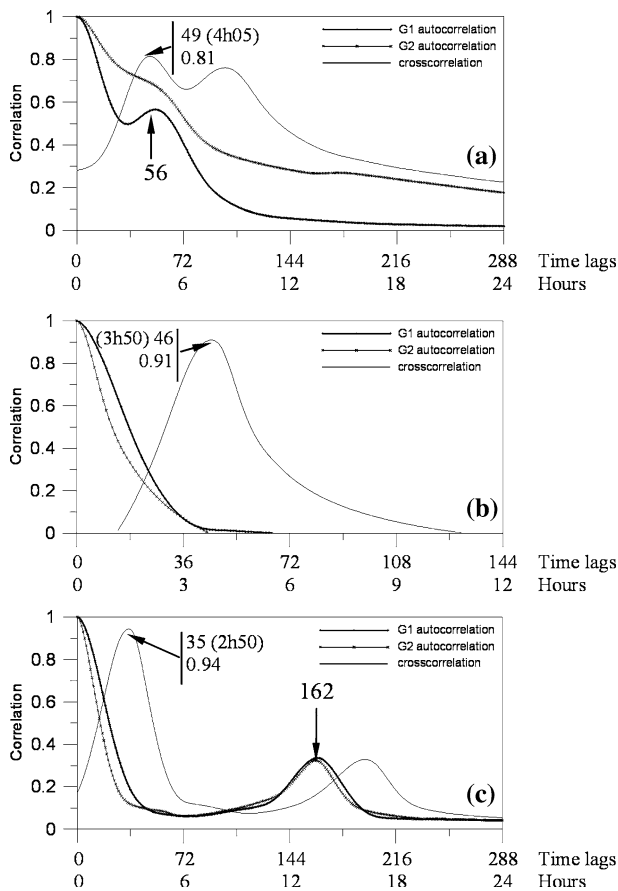 1
0.8
0.6
0.4
0.2
0
Correlation
49 (4h05)
0.81
56
G1 autocorrelation
G2 autocorrelation
crosscorrelation
(a)
0 72 144 216 288 Time lags
0 6 12 18 24 Hours
1
0.8
0.6
0.4
0.2
0
Correlation
(3h50) 46
0.91
G1 autocorrelation
G2 autocorrelation
crosscorrelation
(b)
0 36 72 108 144 Time lags
0 3 6 9 12 Hours
1
0.8
0.6
0.4
0.2
0
Correlation
35 (2h50)
0.94
162
G1 autocorrelation
G2 autocorrelation
crosscorrelation
(c)
0 72 144 216 288 Time lags
0 6 12 18 24 Hours